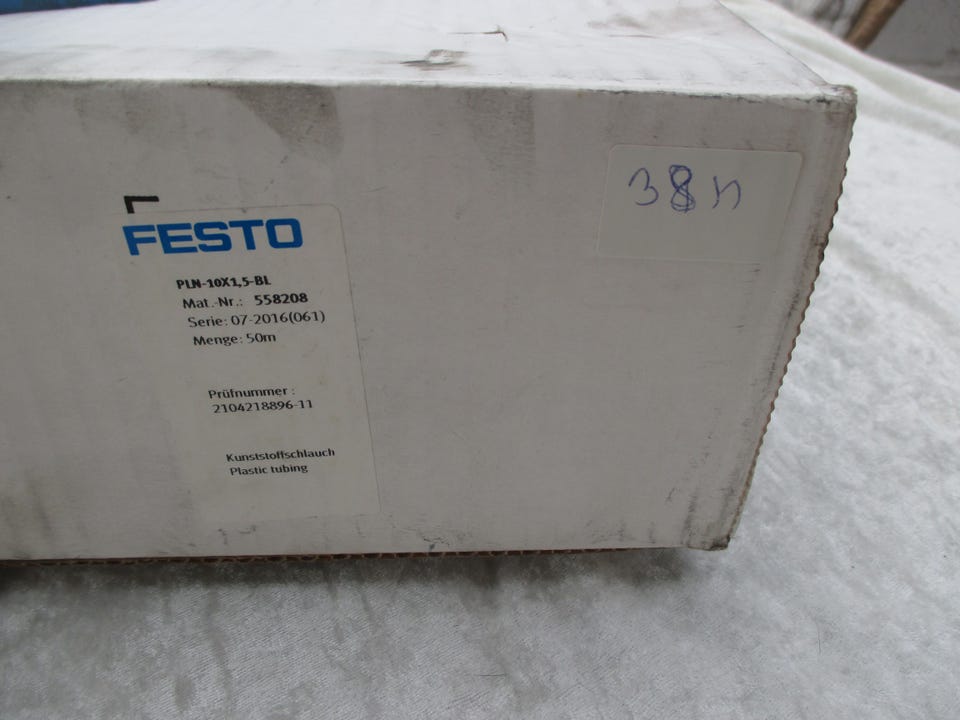 FESTO
PLN-10X1,5-BL
Mat.-Nr.: 558208
Serie: 07-2016(061)
Menge: 50m
Prüfnummer :
2104218896-11
Kunststoffschlauch
Plastic tubing
38